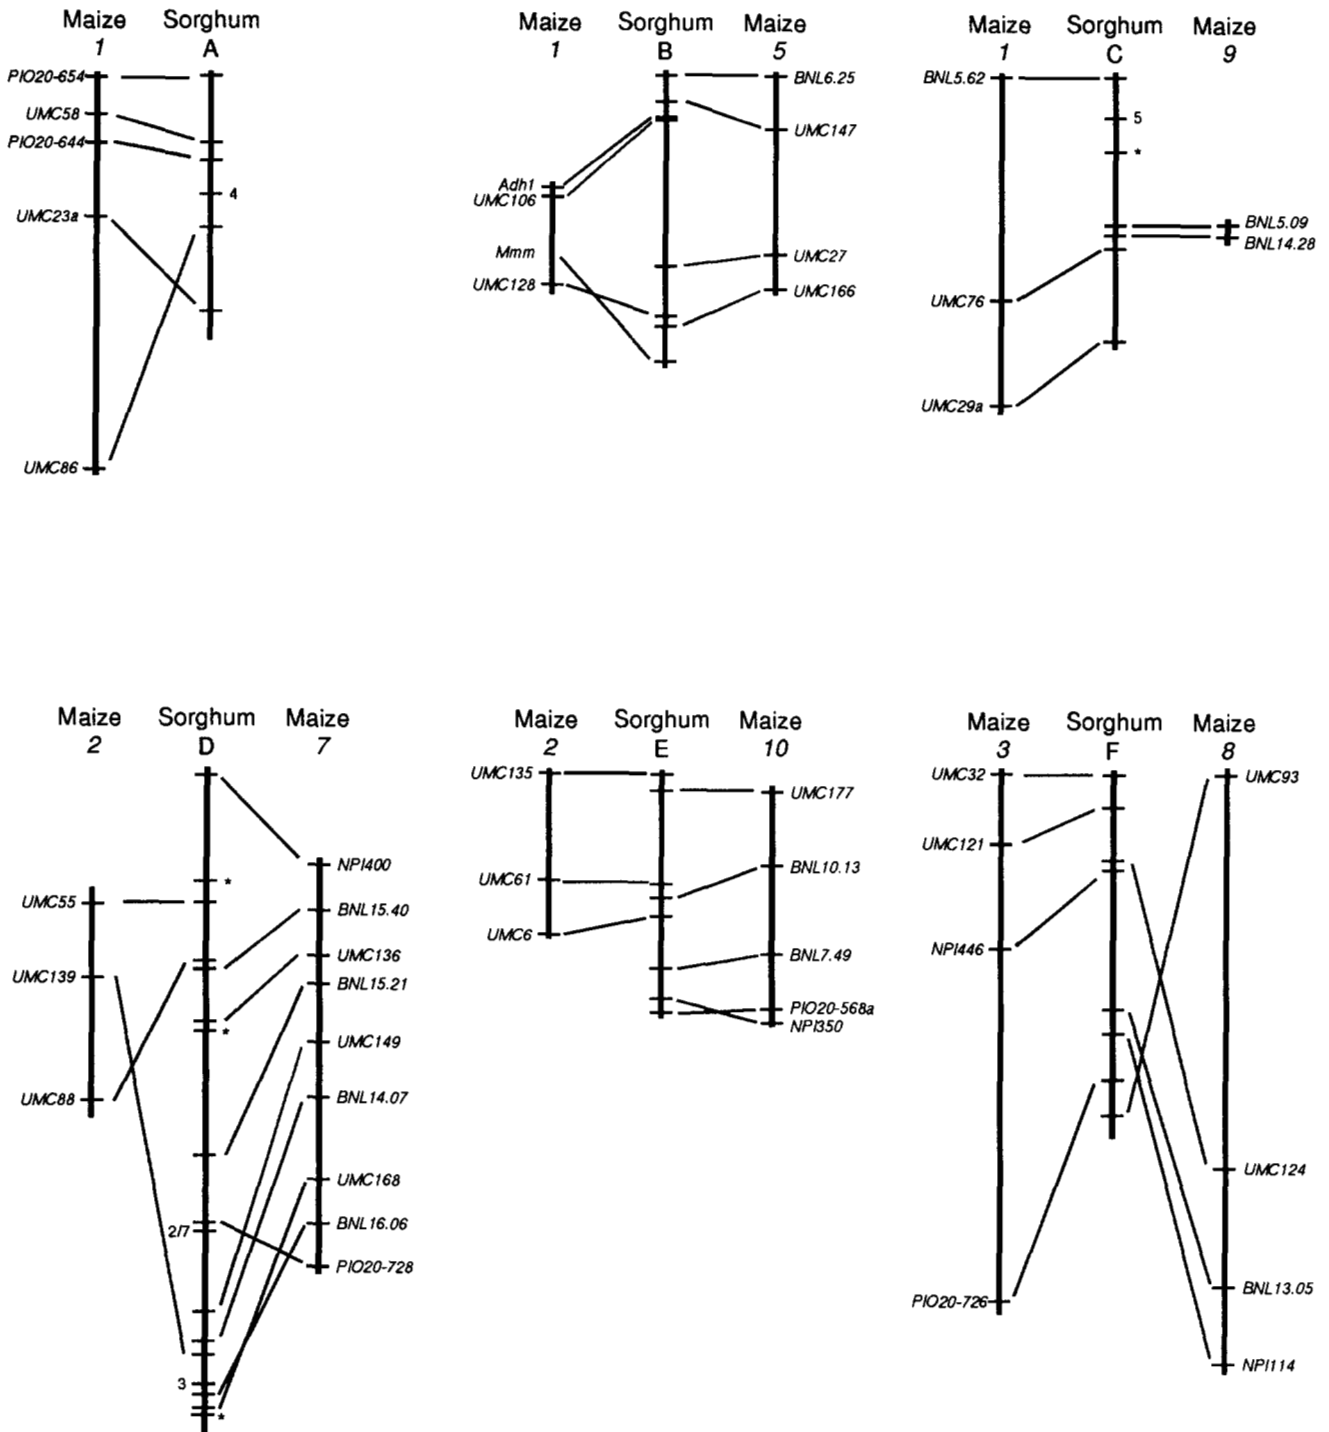 Maize Sorghum
1 A
PIO20-654
UMC58
PIO20-644
4
UMC23a
UMC86
Maize Sorghum Maize
1 B 5
BNL6.25
UMC147
Adh1
UMC106
Mmm
UMC27
UMC128
UMC166
Maize Sorghum Maize
1 C 9
BNL5.62
5
*
BNL5.09
BNL14.28
UMC76
UMC29a
Maize Sorghum Maize
2 D 7
NPI400
*
UMC55
BNL15.40
UMC136
UMC139
BNL15.21
*
UMC149
UMC88
BNL14.07
UMC168
2/7
BNL16.06
PIO20-728
3
*
Maize Sorghum Maize
2 E 10
UMC135
UMC177
BNL10.13
UMC61
UMC6
BNL7.49
PIO20-568a
NPI350
Maize Sorghum Maize
3 F 8
UMC32
UMC93
UMC121
NPI446
UMC124
BNL13.05
PIO20-726
NPI114